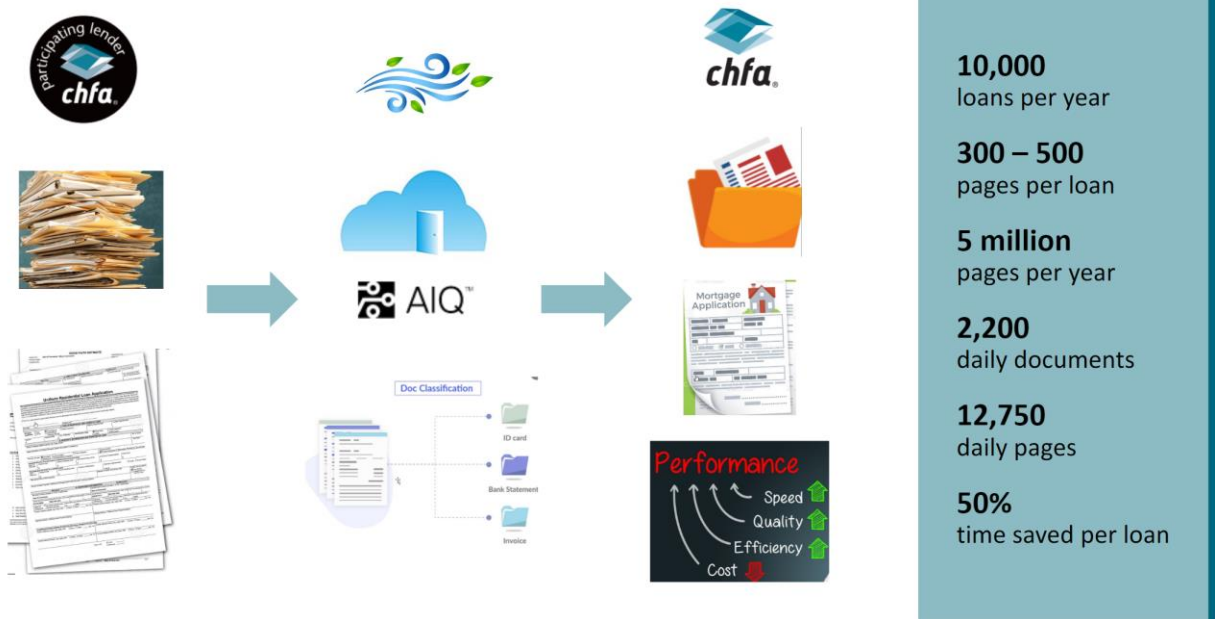 Participating lender
chfa®
chfa®
AIQ™
Doc Classification
ID card
Bank Statement
Invoice
Uniform Residential Loan Application
Mortgage
Application
Performance
Speed
Quality
Efficiency
Cost
10,000
loans per year
300 – 500
pages per loan
5 million
pages per year
2,200
daily documents
12,750
daily pages
50%
time saved per loan